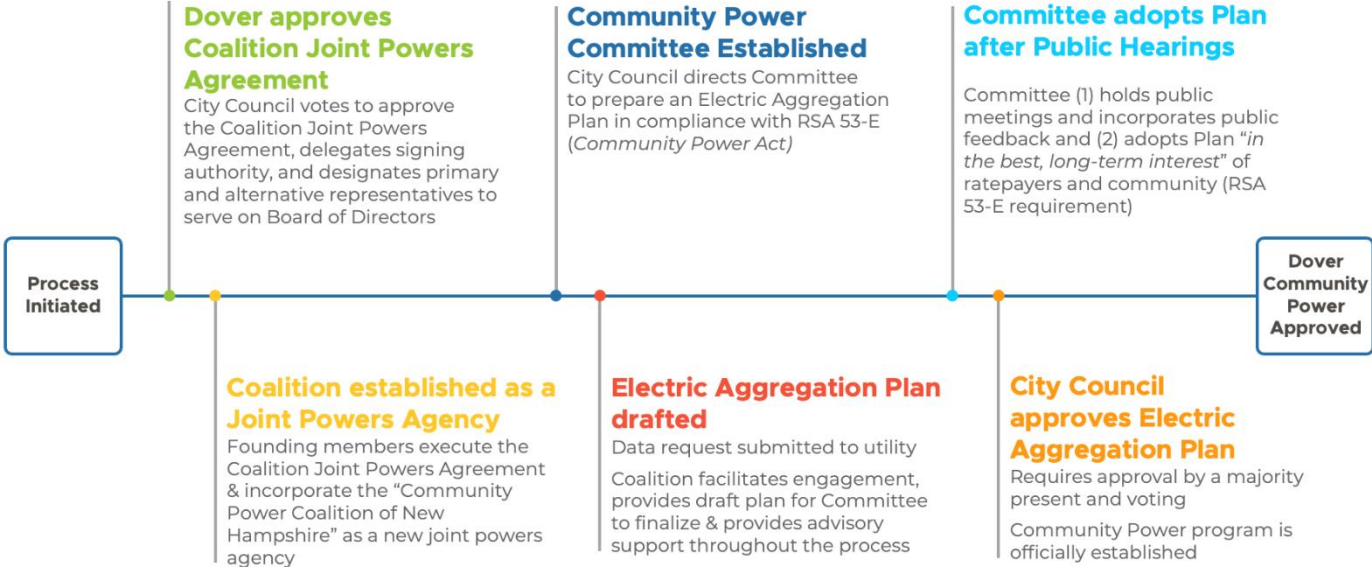 Process
Initiated
Dover approves
Coalition Joint Powers
Agreement
City Council votes to approve
the Coalition Joint Powers
Agreement, delegates signing
authority, and designates primary
and alternative representatives to
serve on Board of Directors
Coalition established as a
Joint Powers Agency
Founding members execute the
Coalition Joint Powers Agreement
& incorporate the “Community
Power Coalition of New
Hampshire” as a new joint powers
agency
Community Power
Committee Established
City Council directs Committee
to prepare an Electric Aggregation
Plan in compliance with RSA 53-E
(Community Power Act)
Electric Aggregation Plan
drafted
Data request submitted to utility
Coalition facilitates engagement,
provides draft plan for Committee
to finalize & provides advisory
support throughout the process
Committee adopts Plan
after Public Hearings
Committee (1) holds public
meetings and incorporates public
feedback and (2) adopts Plan “in
the best, long-term interest” of
ratepayers and community (RSA
53-E requirement)
City Council
approves Electric
Aggregation Plan
Requires approval by a majority
present and voting
Community Power program is
officially established
Dover
Community
Power
Approved